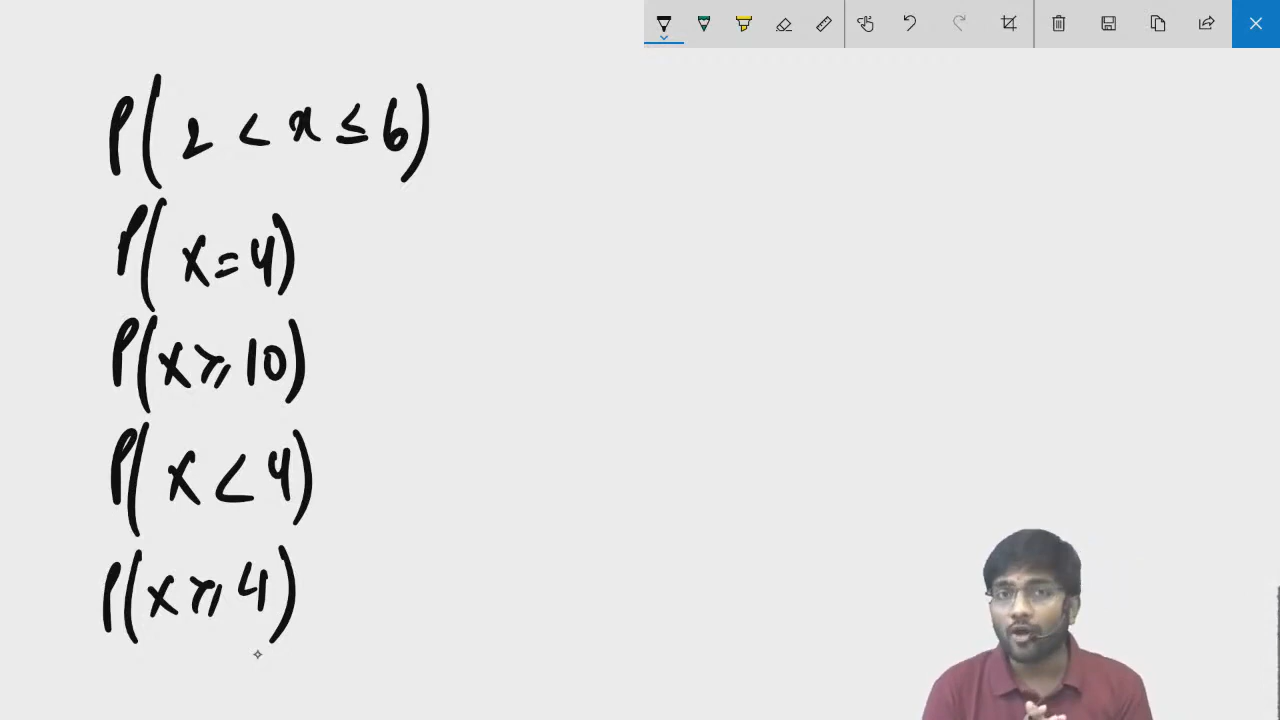 P( 2 < x ≤ 6)
P( x = 4)
P(x ⩾ 10)
P( x < 4)
P(x ⩾ 4)